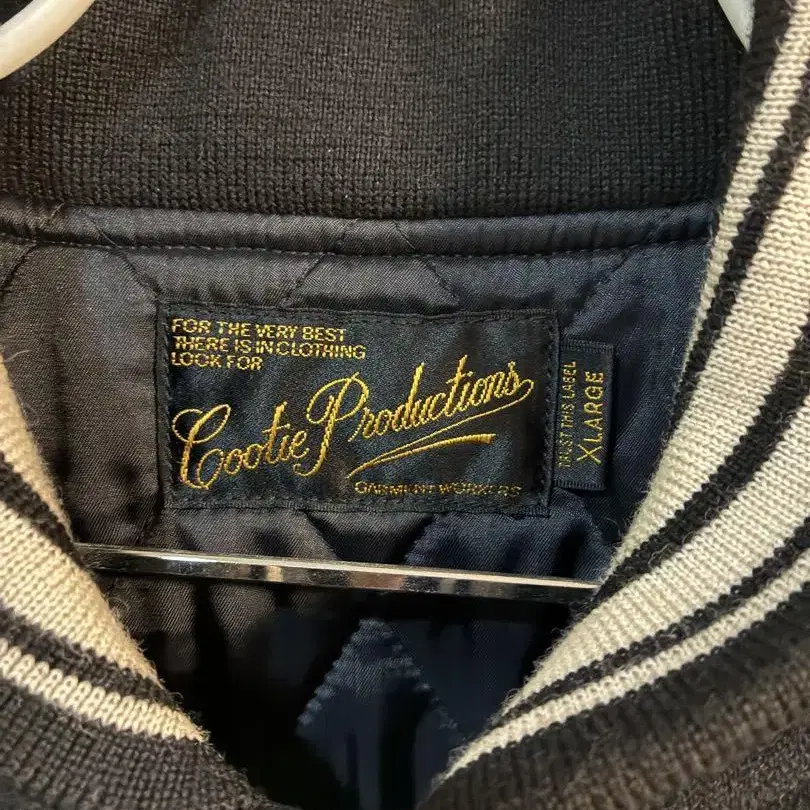 FOR THE VERY BEST
THERE IS IN CLOTHING
LOOK FOR
Cootie Productions
GARMENT WORKERS
TRUST THIS LABEL
XLARGE